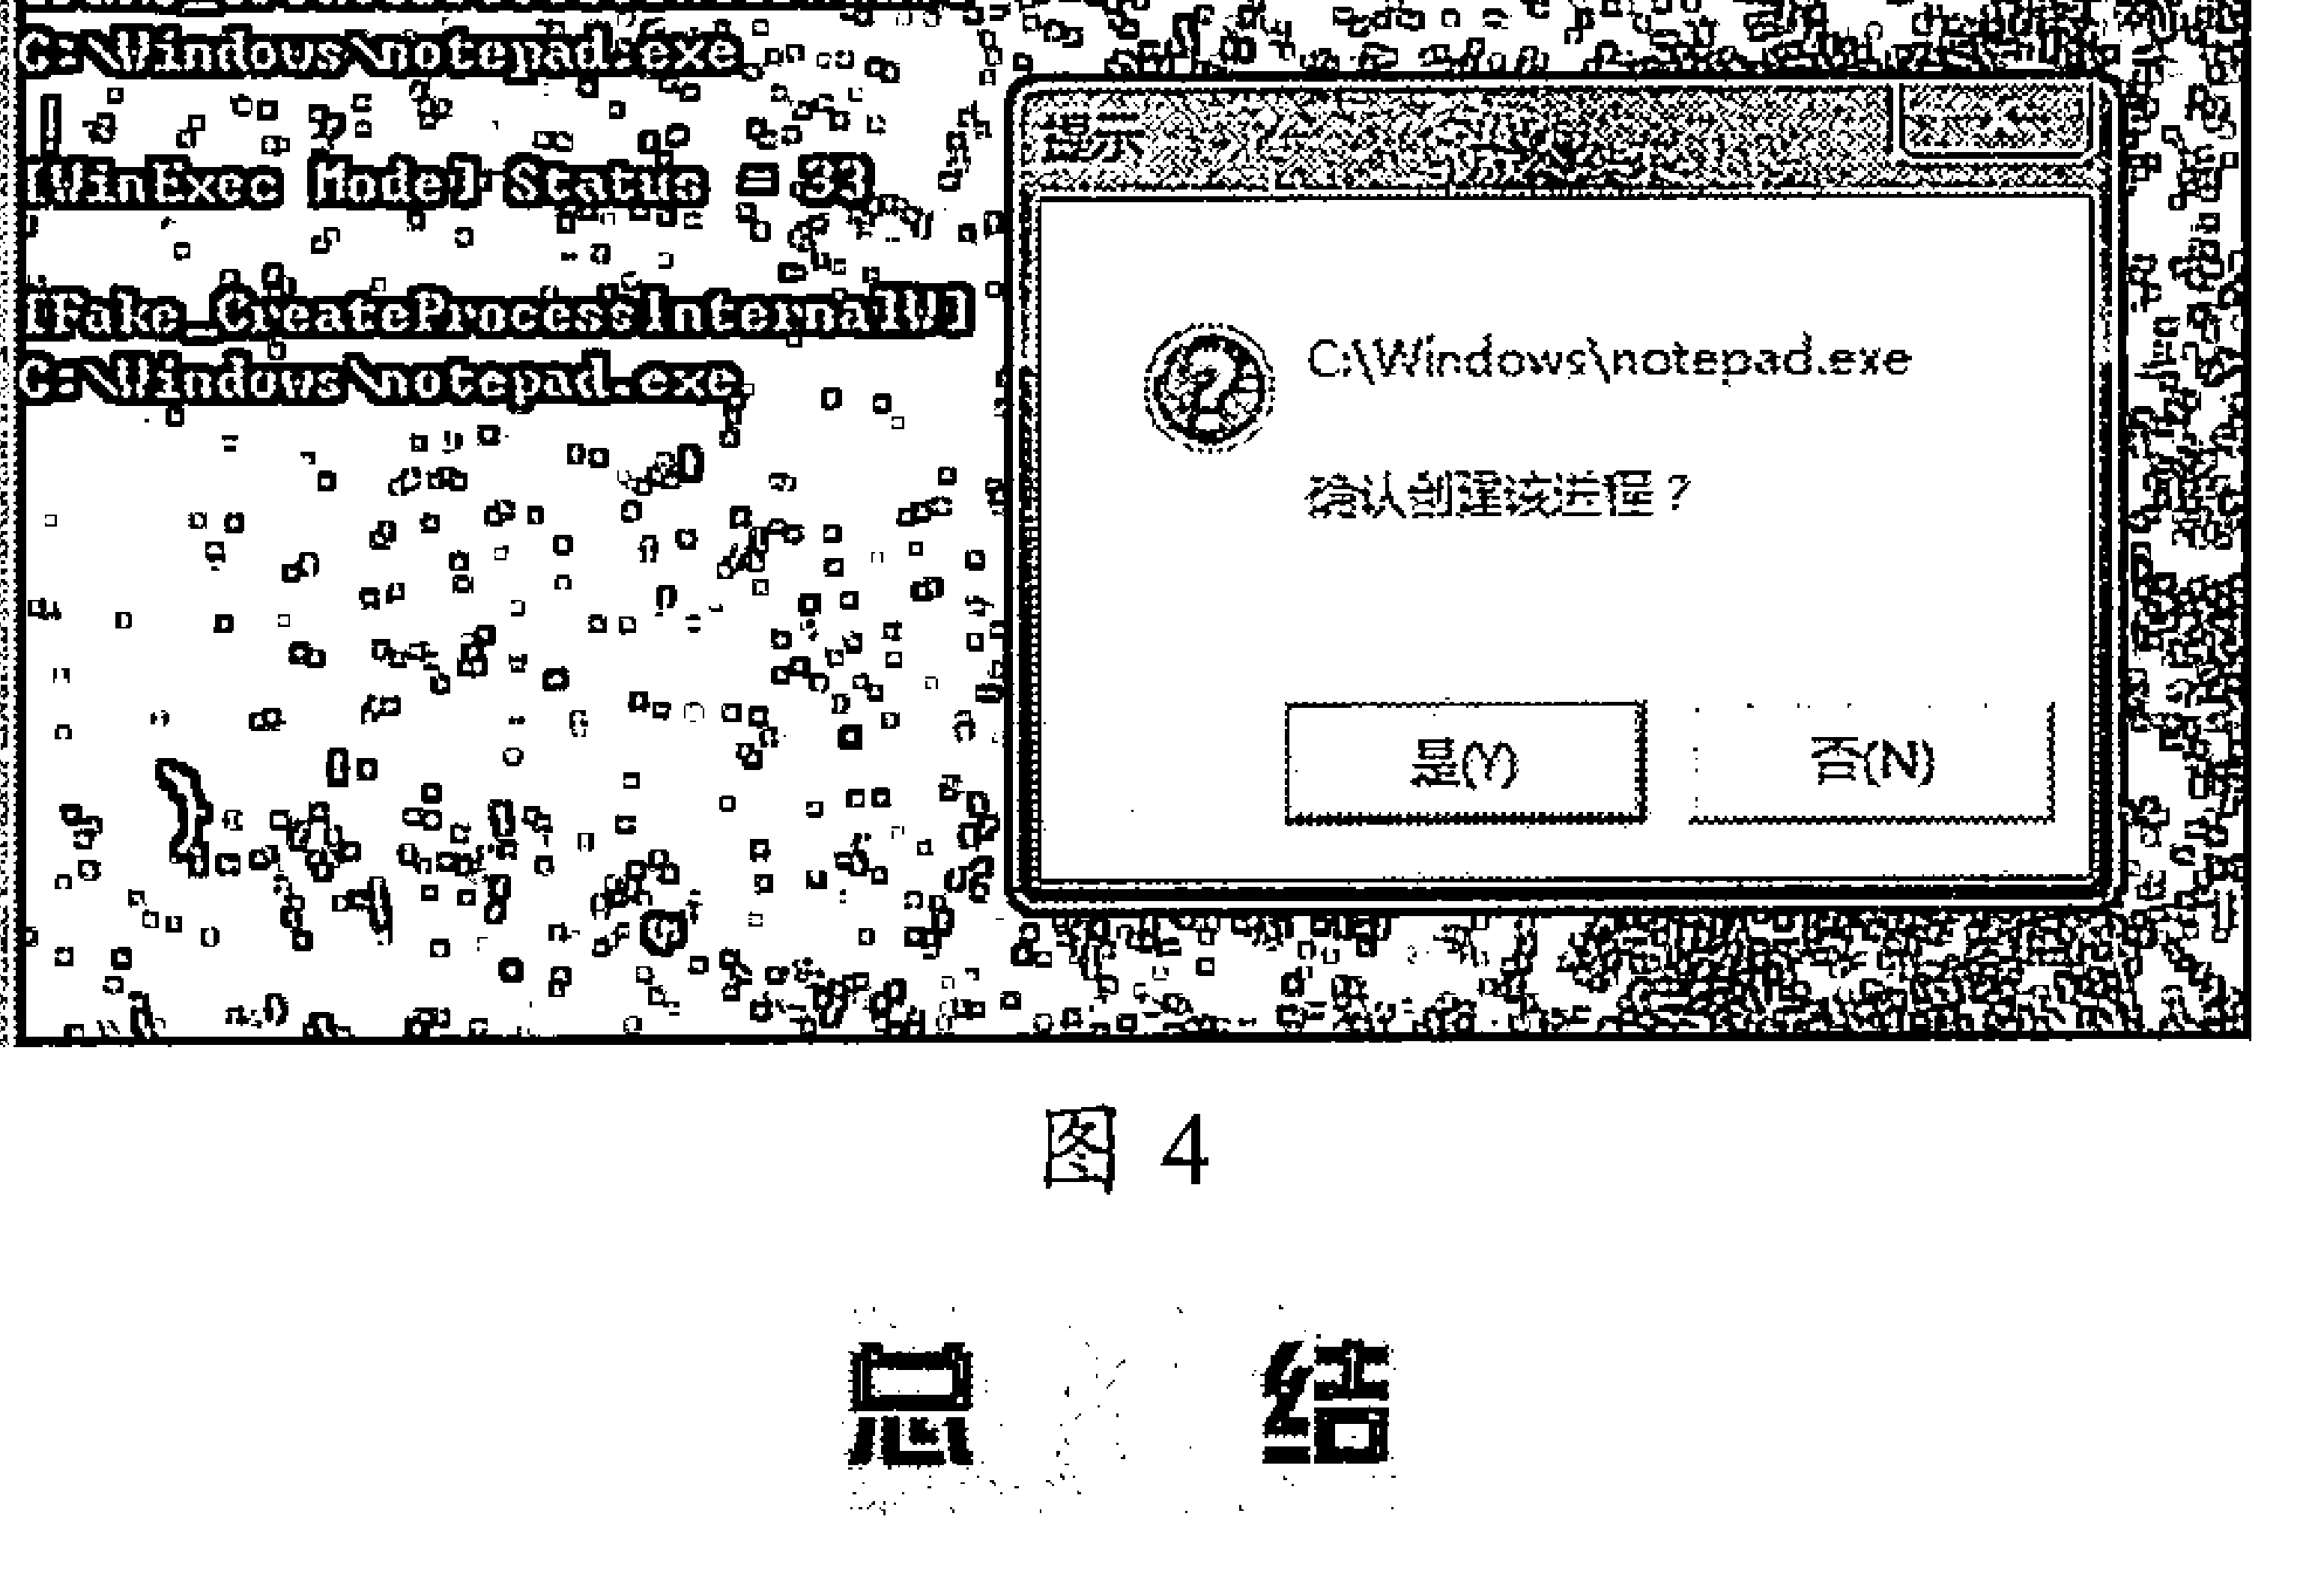 C:\Windows\notepad.exe
[WinExec Mode] Status = 33
[Fake_CreateProcessInternalW]
C:\Windows\notepad.exe
提示
C:\Windows\notepad.exe
确认创建该进程？
是(Y)
否(N)
图 4
总 结